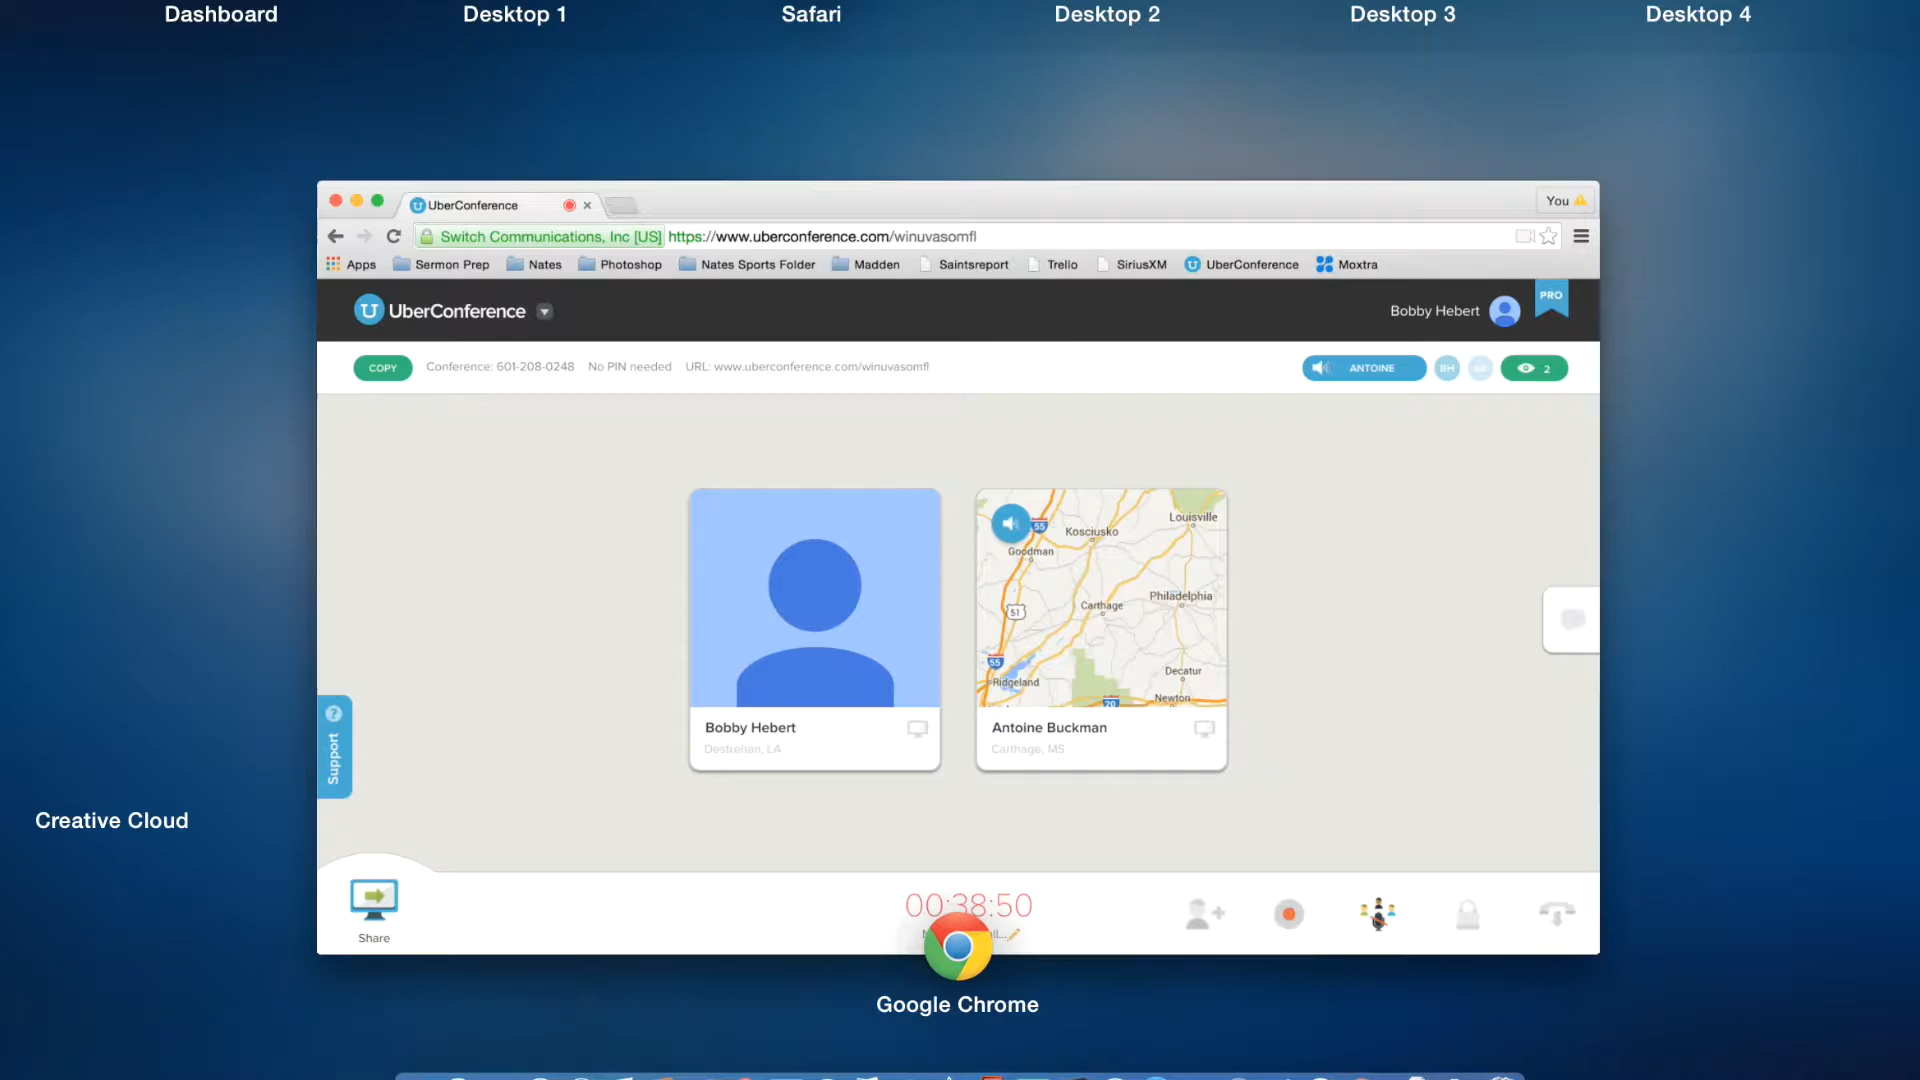 Dashboard
Desktop 1
Safari
Desktop 2
Desktop 3
Desktop 4
UberConference
You
Switch Communications, Inc [US] https://www.uberconference.com/winuvasomfl
Apps Sermon Prep Nates Photoshop Nates Sports Folder Madden Saintsreport Trello SiriusXM UberConference Moxtra
UberConference
Bobby Hebert
PRO
COPY Conference: 601-208-0248 No PIN needed URL: www.uberconference.com/winuvasomfl
ANTOINE
BH
2
55
Louisville
Kosciusko
Goodman
Philadelphia
Carthage
51
55
Ridgeland
Decatur
Newton
20
Bobby Hebert
Destrehan, LA
Antoine Buckman
Carthage, MS
Support
Creative Cloud
00:38:50
Share
Google Chrome